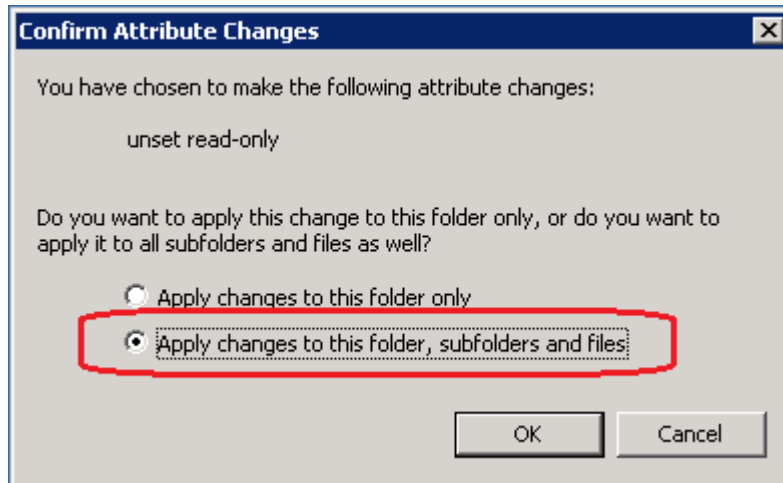 Confirm Attribute Changes
You have chosen to make the following attribute changes:
unset read-only
Do you want to apply this change to this folder only, or do you want to
apply it to all subfolders and files as well?
Apply changes to this folder only
Apply changes to this folder, subfolders and files
OK
Cancel